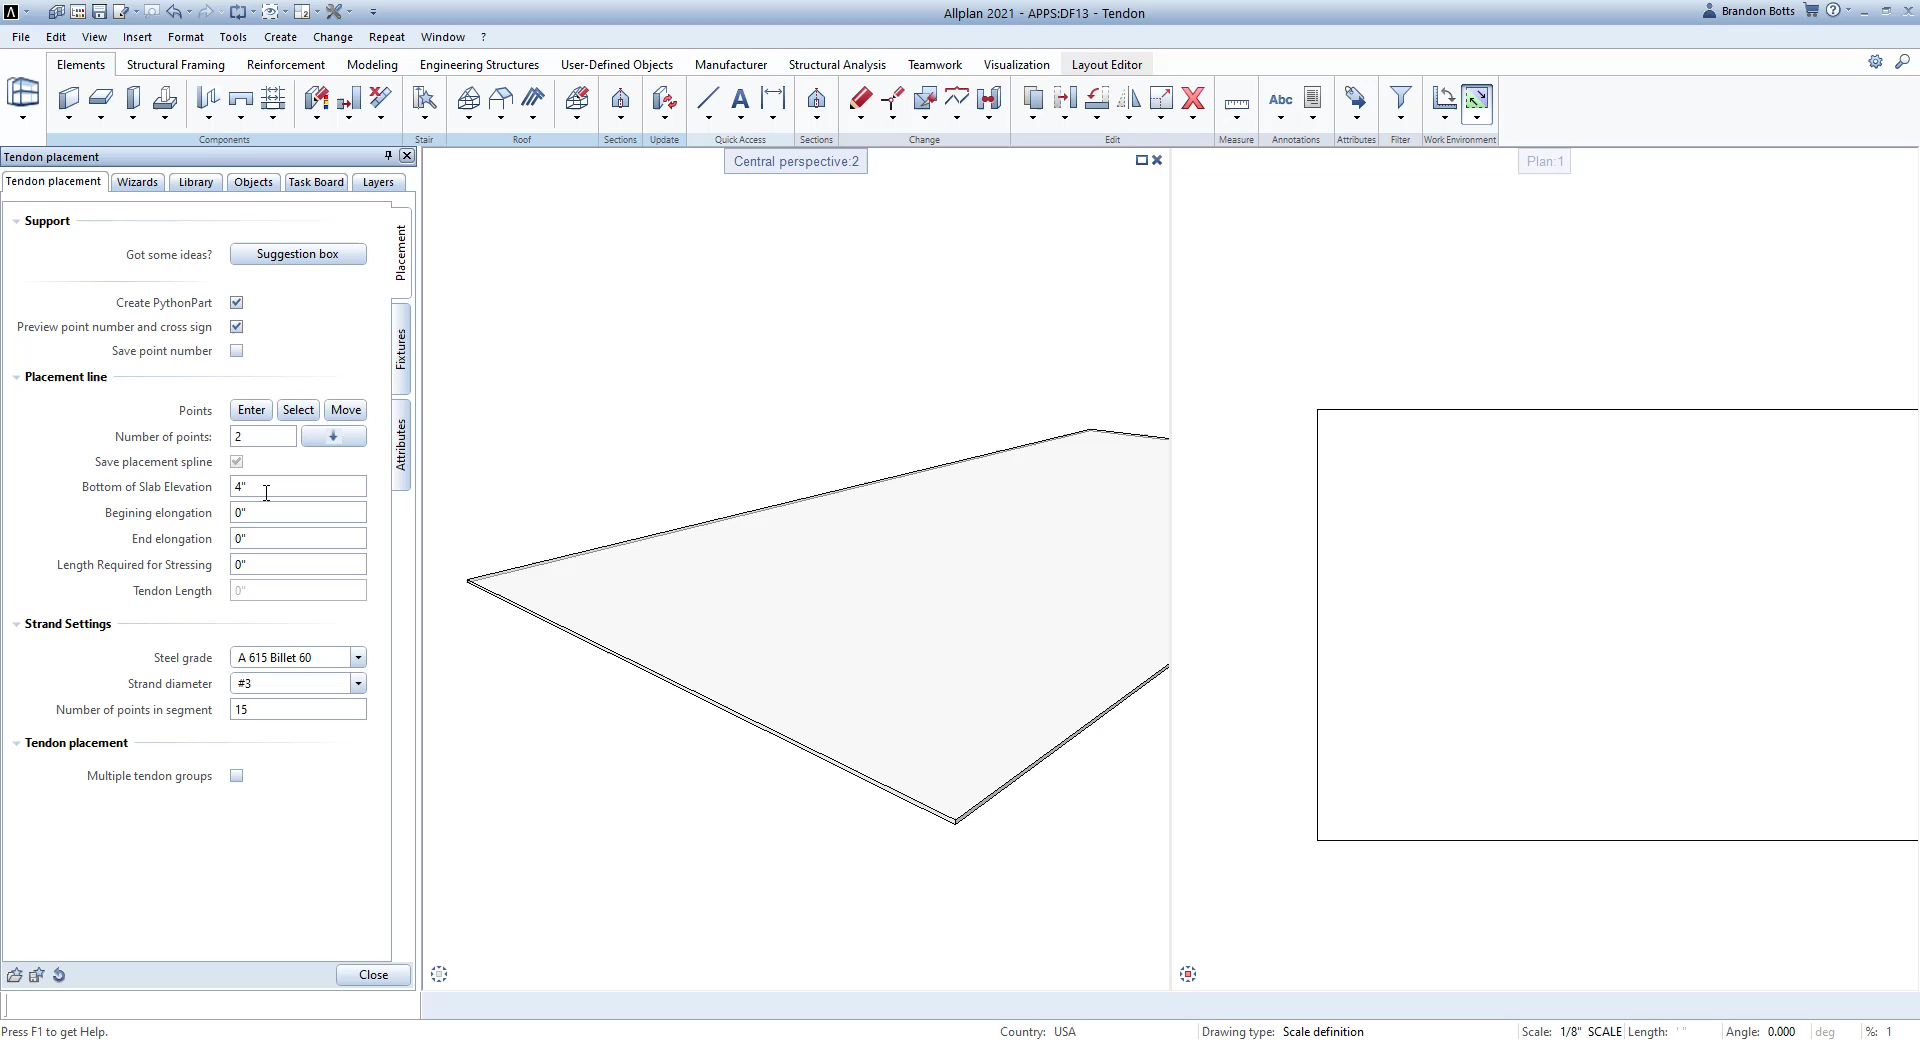 Allplan 2021 - APPS:DF13 - Tendon
Brandon Botts
File Edit View Insert Format Tools Create Change Repeat Window ?
Elements Structural Framing Reinforcement Modeling Engineering Structures User-Defined Objects Manufacturer Structural Analysis Teamwork Visualization Layout Editor
Abc
Components Stair Roof Sections Update Quick Access Sections Change Edit Measure Annotations Attributes Filter Work Environment
Tendon placement
Tendon placement Wizards Library Objects Task Board Layers
Central perspective:2
Plan:1
Placement
Fixtures
Attributes
Support
Got some ideas? Suggestion box
Create PythonPart
Preview point number and cross sign
Save point number
Placement line
Points Enter Select Move
Number of points: 2
Save placement spline
Bottom of Slab Elevation 4"
Begining elongation 0"
End elongation 0"
Length Required for Stressing 0"
Tendon Length 0"
Strand Settings
Steel grade A 615 Billet 60
Strand diameter #3
Number of points in segment 15
Tendon placement
Multiple tendon groups
Close
Press F1 to get Help.
Country: USA Drawing type: Scale definition Scale: 1/8" SCALE Length: ' " Angle: 0.000 deg %: 1